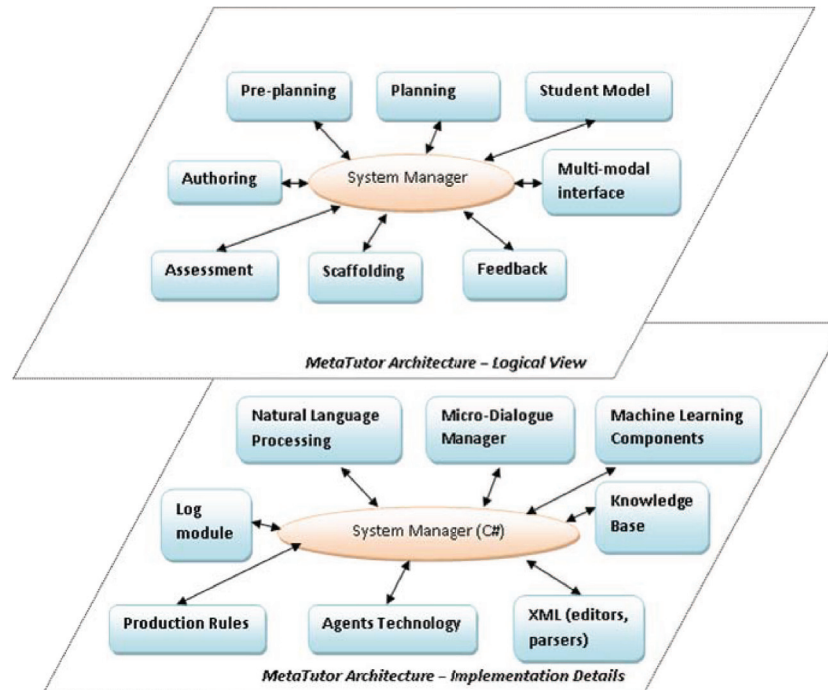 Pre-planning
Planning
Student Model
Authoring
System Manager
Multi-modal
interface
Assessment
Scaffolding
Feedback
MetaTutor Architecture – Logical View
Natural Language
Processing
Micro-Dialogue
Manager
Machine Learning
Components
Log
module
System Manager (C#)
Knowledge
Base
Production Rules
Agents Technology
XML (editors,
parsers)
MetaTutor Architecture – Implementation Details